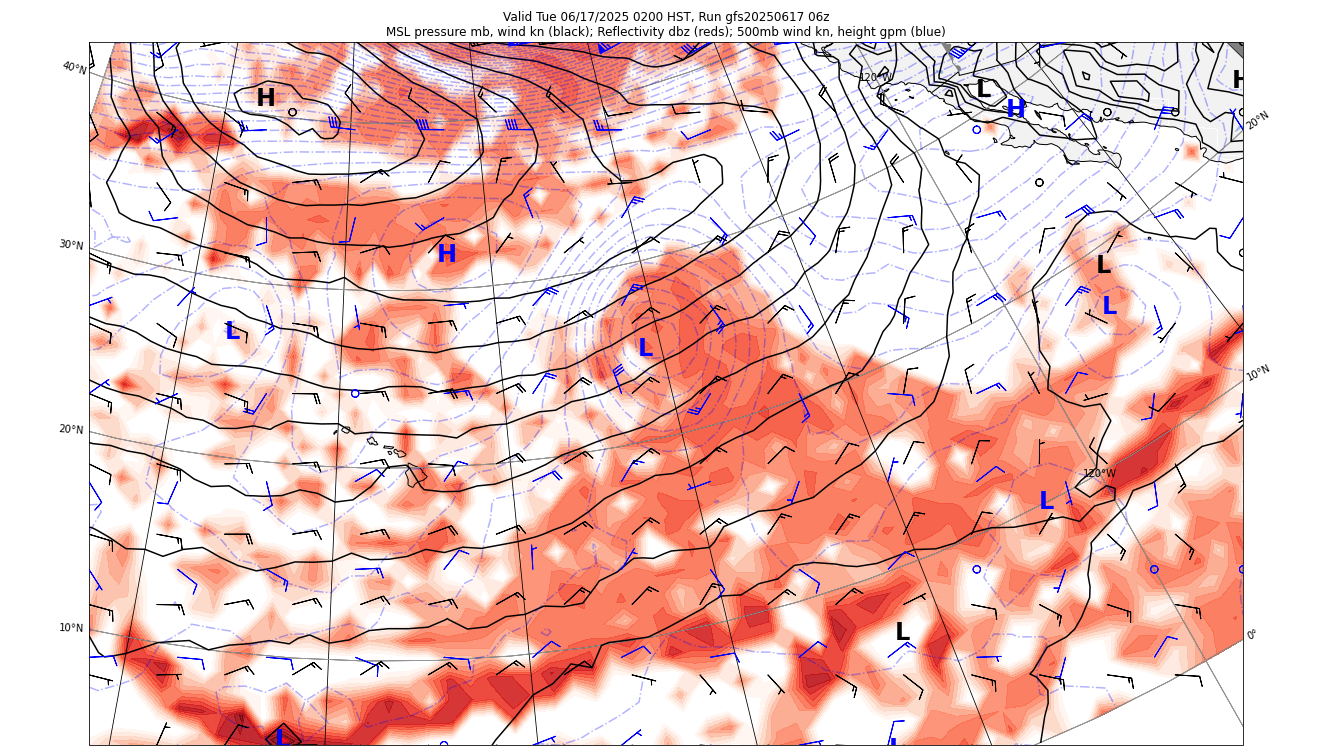 Valid Tue 06/17/2025 0200 HST, Run gfs20250617 06z
MSL pressure mb, wind kn (black); Reflectivity dbz (reds); 500mb wind kn, height gpm (blue)
40°N
120°W
L
H
H
H
20°N
30°N
H
L
L
L
L
10°N
20°N
120°W
L
10°N
L
0°
L
L